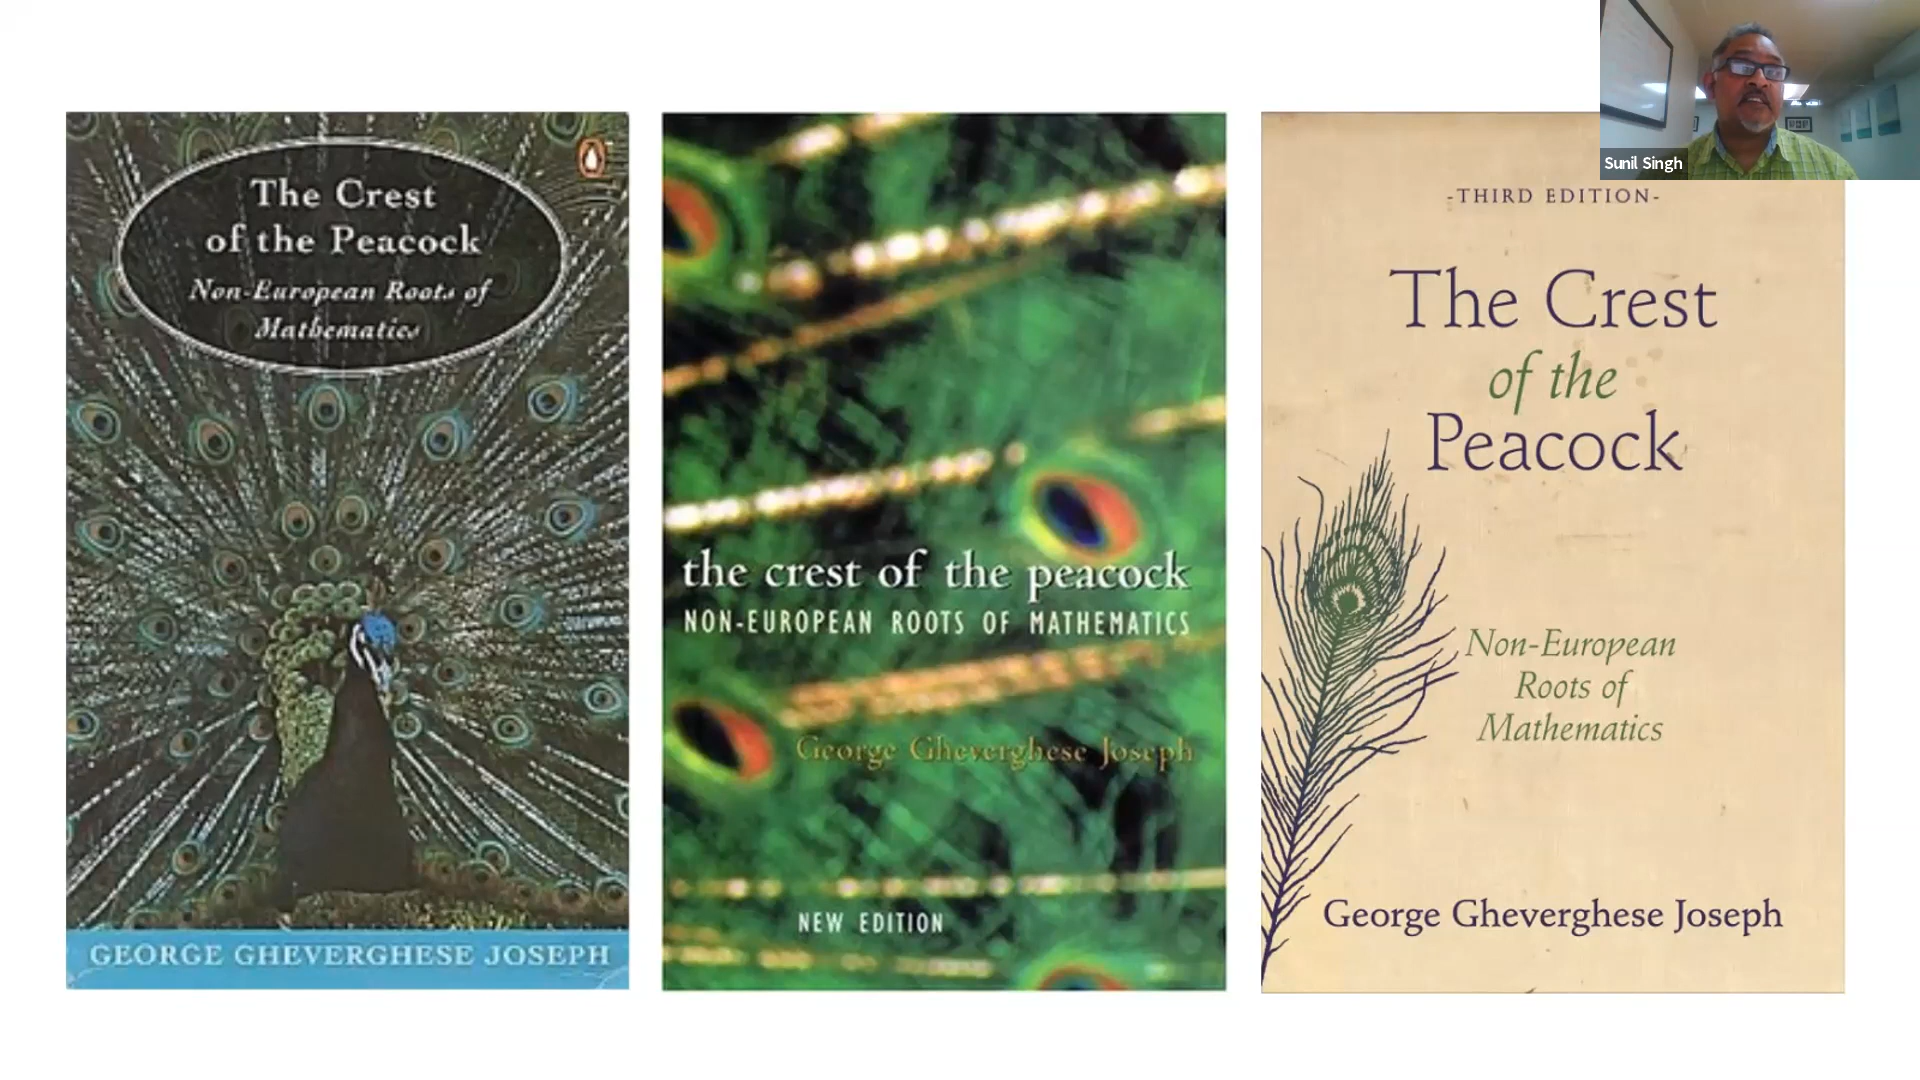 The Crest
of the Peacock
Non-European Roots of
Mathematics
GEORGE GHEVERGHESE JOSEPH
the crest of the peacock
NON-EUROPEAN ROOTS OF MATHEMATICS
George Gheverghese Joseph
NEW EDITION
-THIRD EDITION-
The Crest
of the
Peacock
Non-European
Roots of
Mathematics
George Gheverghese Joseph
Sunil Singh